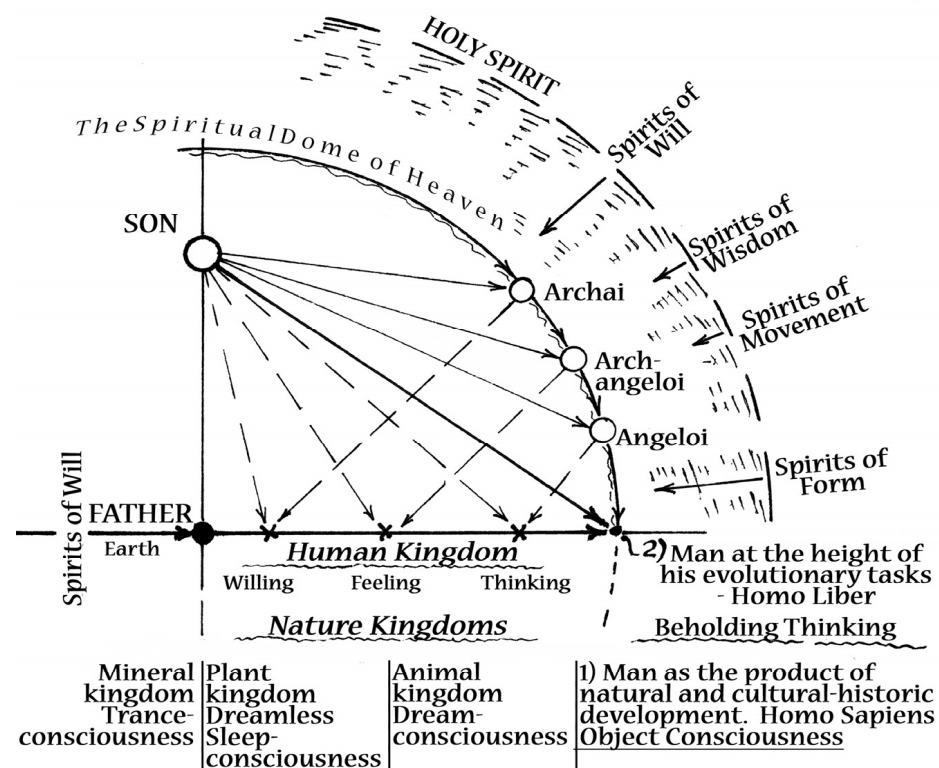 HOLY SPIRIT
The Spiritual Dome of Heaven
Spirits of
Will
SON
Spirits of
Wisdom
Archai
Spirits of
Movement
Arch-
angeloi
Angeloi
Spirits of
Form
Spirits of Will
FATHER
Earth
Human Kingdom
Willing
Feeling
Thinking
2) Man at the height of
his evolutionary tasks
- Homo Liber
Nature Kingdoms
Beholding Thinking
Mineral
kingdom
Trance-
consciousness
Plant
kingdom
Dreamless
Sleep-
consciousness
Animal
kingdom
Dream-
consciousness
1) Man as the product of
natural and cultural-historic
development. Homo Sapiens
Object Consciousness